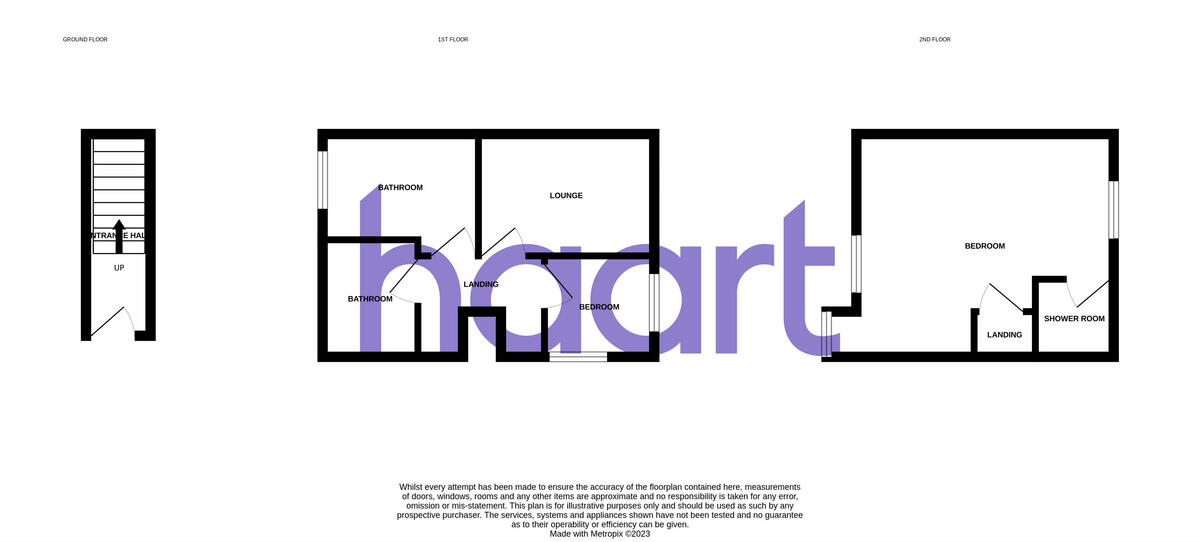 GROUND FLOOR
1ST FLOOR
2ND FLOOR
BATHROOM
LOUNGE
ENTRANCE HALL
UP
BEDROOM
LANDING
BATHROOM
BEDROOM
SHOWER ROOM
LANDING
haart
Whilst every attempt has been made to ensure the accuracy of the floorplan contained here, measurements
of doors, windows, rooms and any other items are approximate and no responsibility is taken for any error,
omission or mis-statement. This plan is for illustrative purposes only and should be used as such by any
prospective purchaser. The services, systems and appliances shown have not been tested and no guarantee
as to their operability or efficiency can be given.
Made with Metropix ©2023